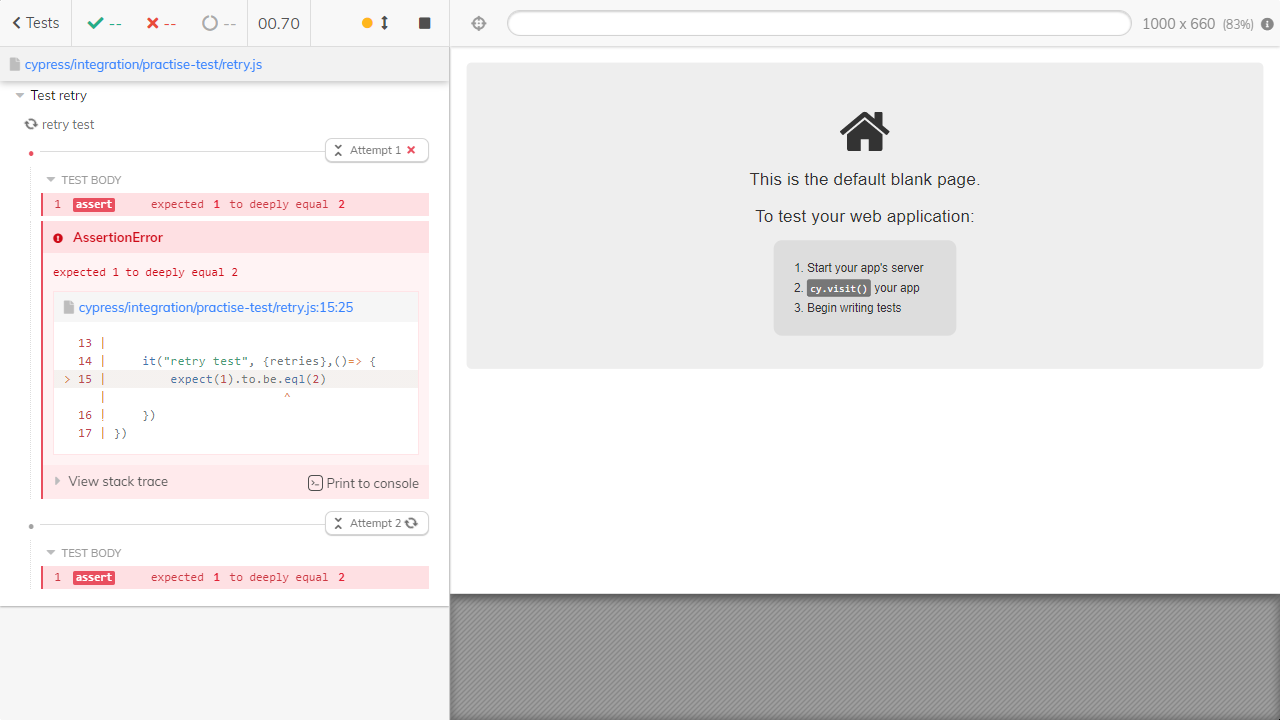 Tests
--
--
--
00.70
1000 x 660 (83%)
cypress/integration/practise-test/retry.js
Test retry
retry test
Attempt 1
TEST BODY
1 assert expected 1 to deeply equal 2
AssertionError
expected 1 to deeply equal 2
cypress/integration/practise-test/retry.js:15:25
13 |
14 | it("retry test", {retries},()=> {
> 15 | expect(1).to.be.eql(2)
| ^
16 | })
17 | })
View stack trace
Print to console
Attempt 2
TEST BODY
1 assert expected 1 to deeply equal 2
This is the default blank page.
To test your web application:
1. Start your app's server
2. cy.visit() your app
3. Begin writing tests